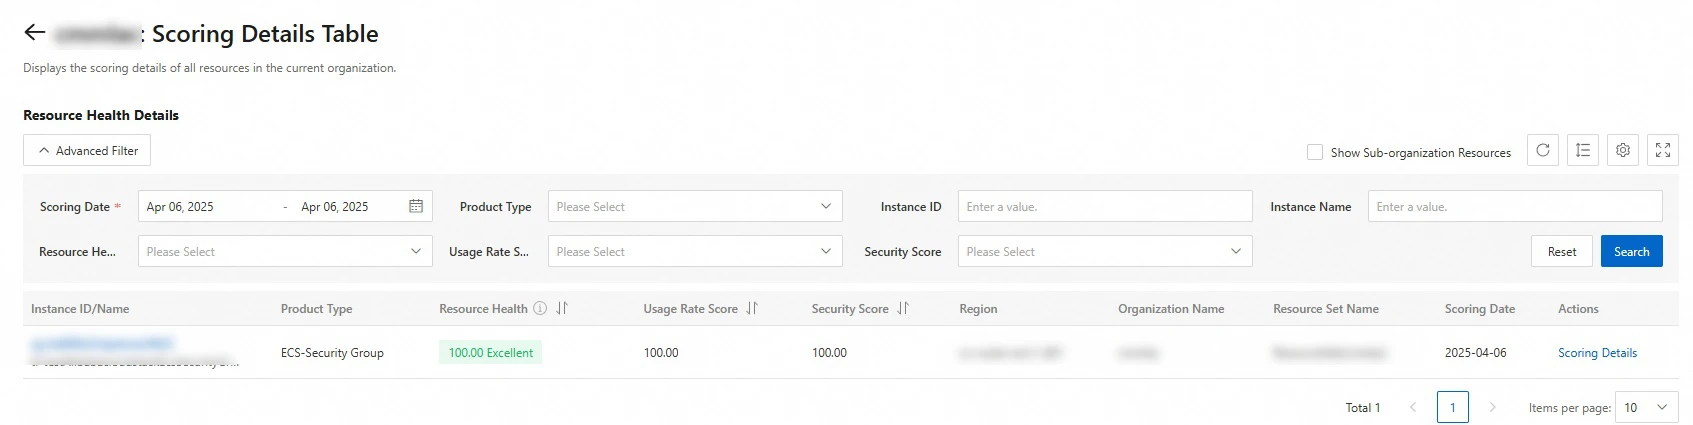 : Scoring Details Table
Displays the scoring details of all resources in the current organization.
Resource Health Details
Advanced Filter
Show Sub-organization Resources
Scoring Date * Apr 06, 2025 - Apr 06, 2025 Product Type Please Select Instance ID Enter a value. Instance Name Enter a value.
Resource He... Please Select Usage Rate S... Please Select Security Score Please Select Reset Search
Instance ID/Name Product Type Resource Health Usage Rate Score Security Score Region Organization Name Resource Set Name Scoring Date Actions
ECS-Security Group 100.00 Excellent 100.00 100.00 2025-04-06 Scoring Details
Total 1 1 Items per page: 10